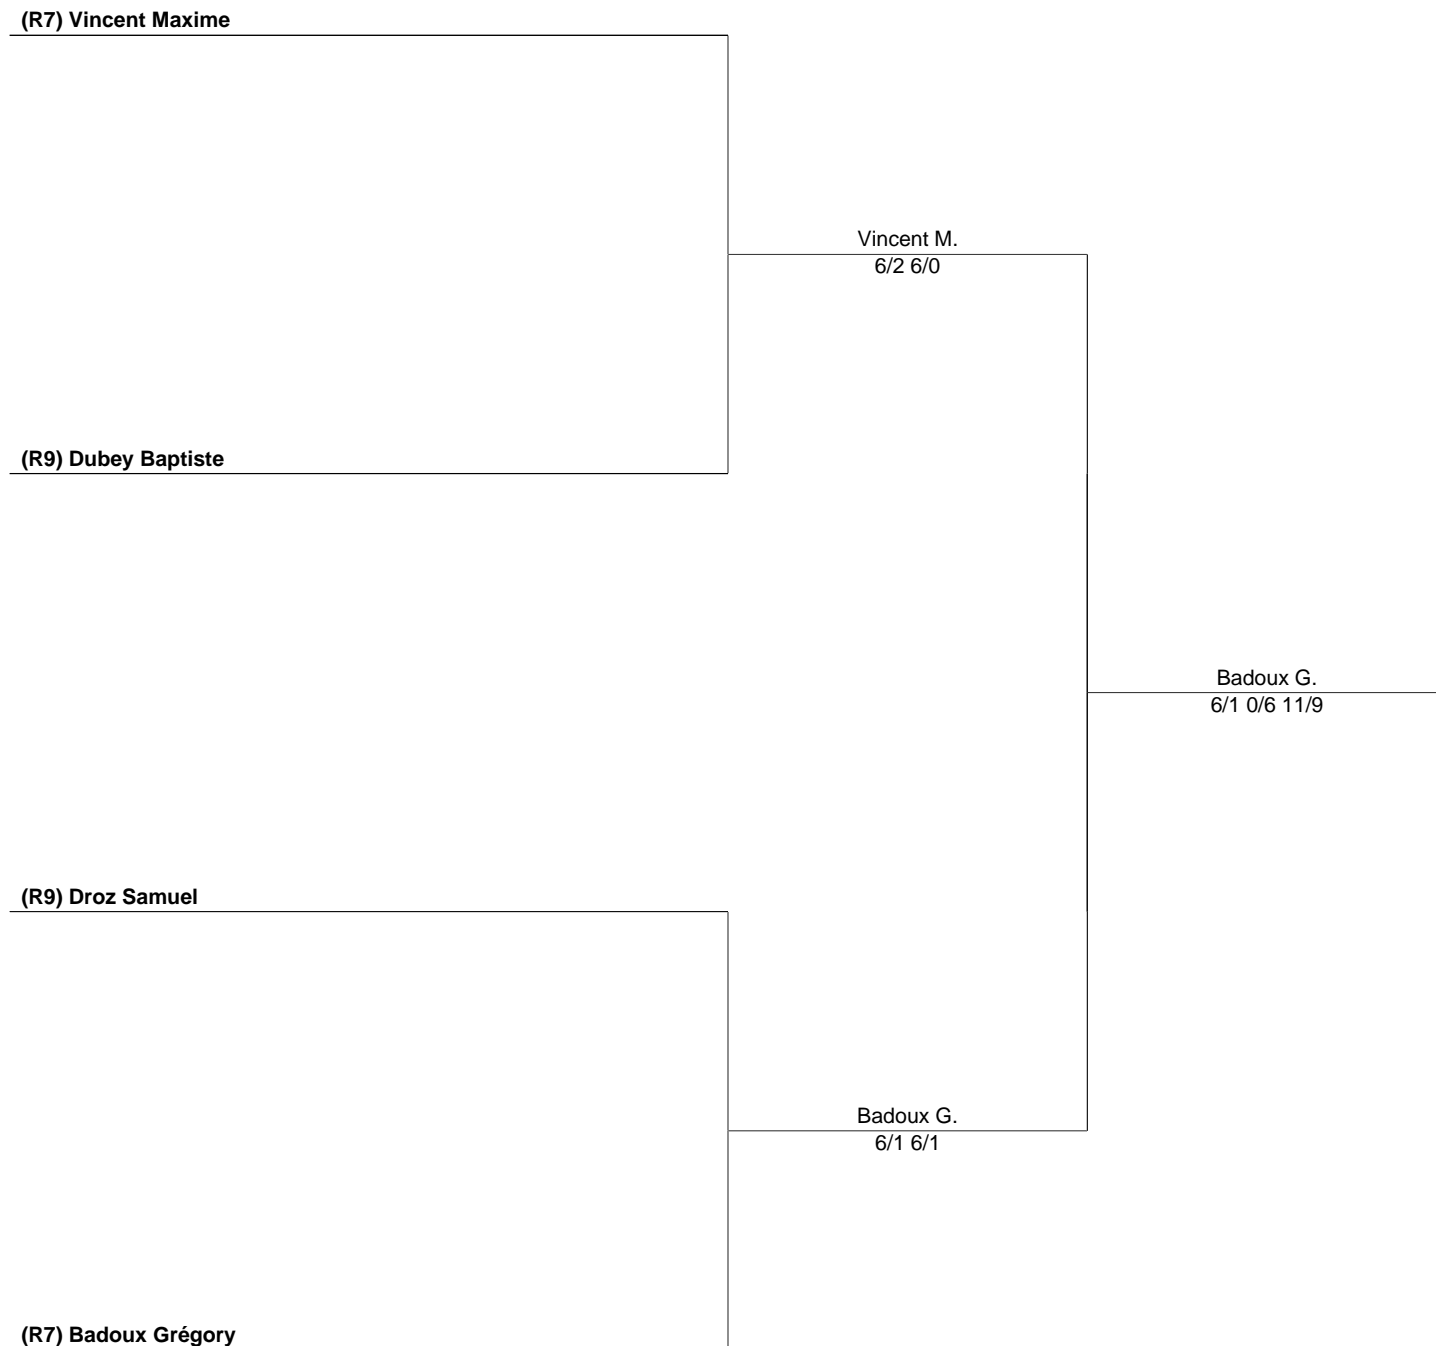 (R7) Vincent Maxime
Vincent M.
6/2 6/0
(R9) Dubey Baptiste
Badoux G.
6/1 0/6 11/9
(R9) Droz Samuel
Badoux G.
6/1 6/1
(R7) Badoux Grégory